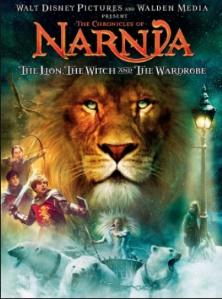 WALT DISNEY PICTURES AND WALDEN MEDIA
PRESENT
THE CHRONICLES OF
NARNIA
THE LION, THE WITCH AND THE WARDROBE